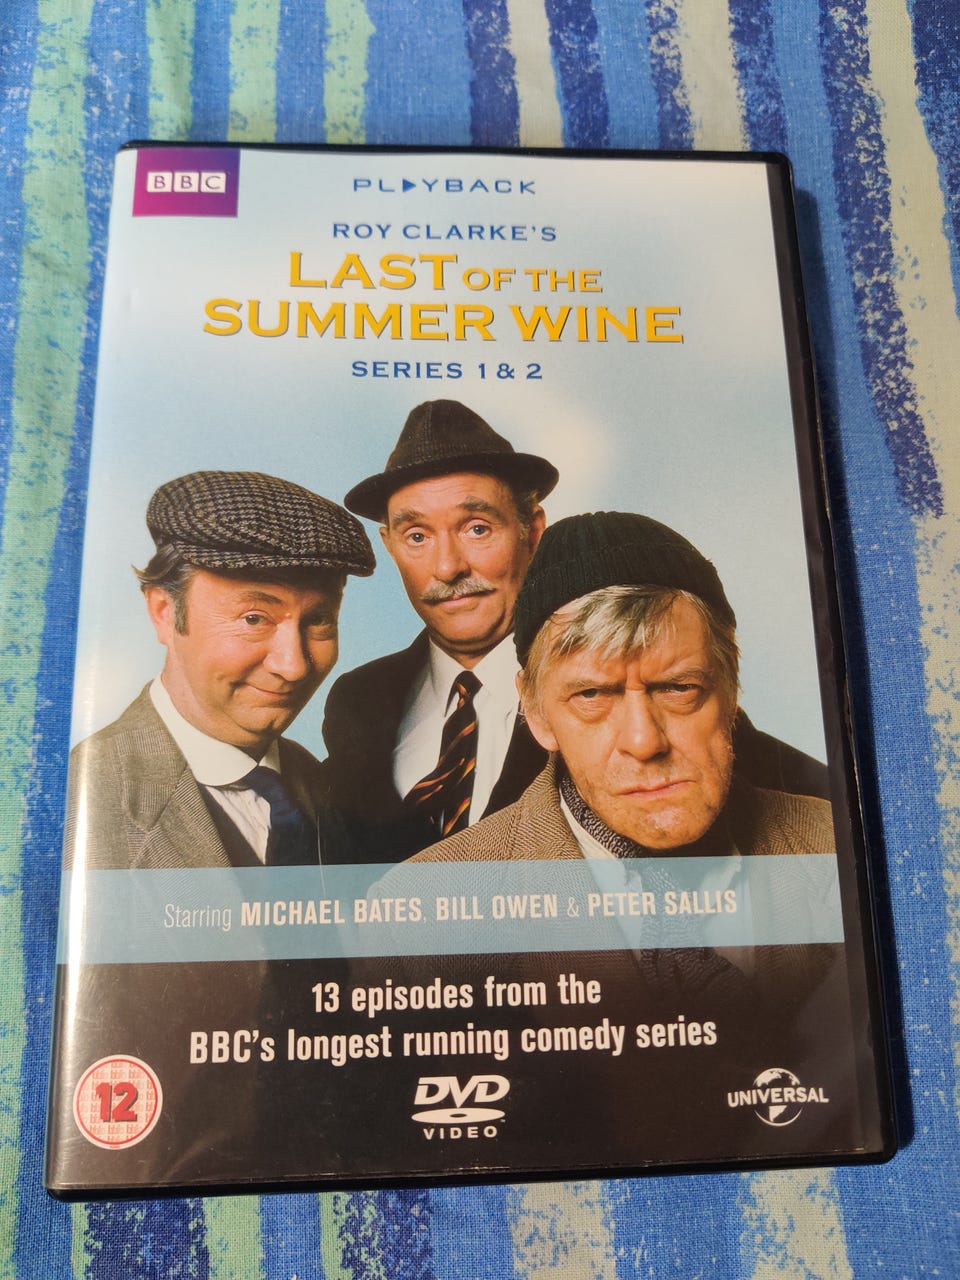 BBC
PLAYBACK
ROY CLARKE'S
LAST OF THE
SUMMER WINE
SERIES 1 & 2
Starring MICHAEL BATES, BILL OWEN & PETER SALLIS
13 episodes from the
BBC's longest running comedy series
12
DVD
VIDEO
UNIVERSAL